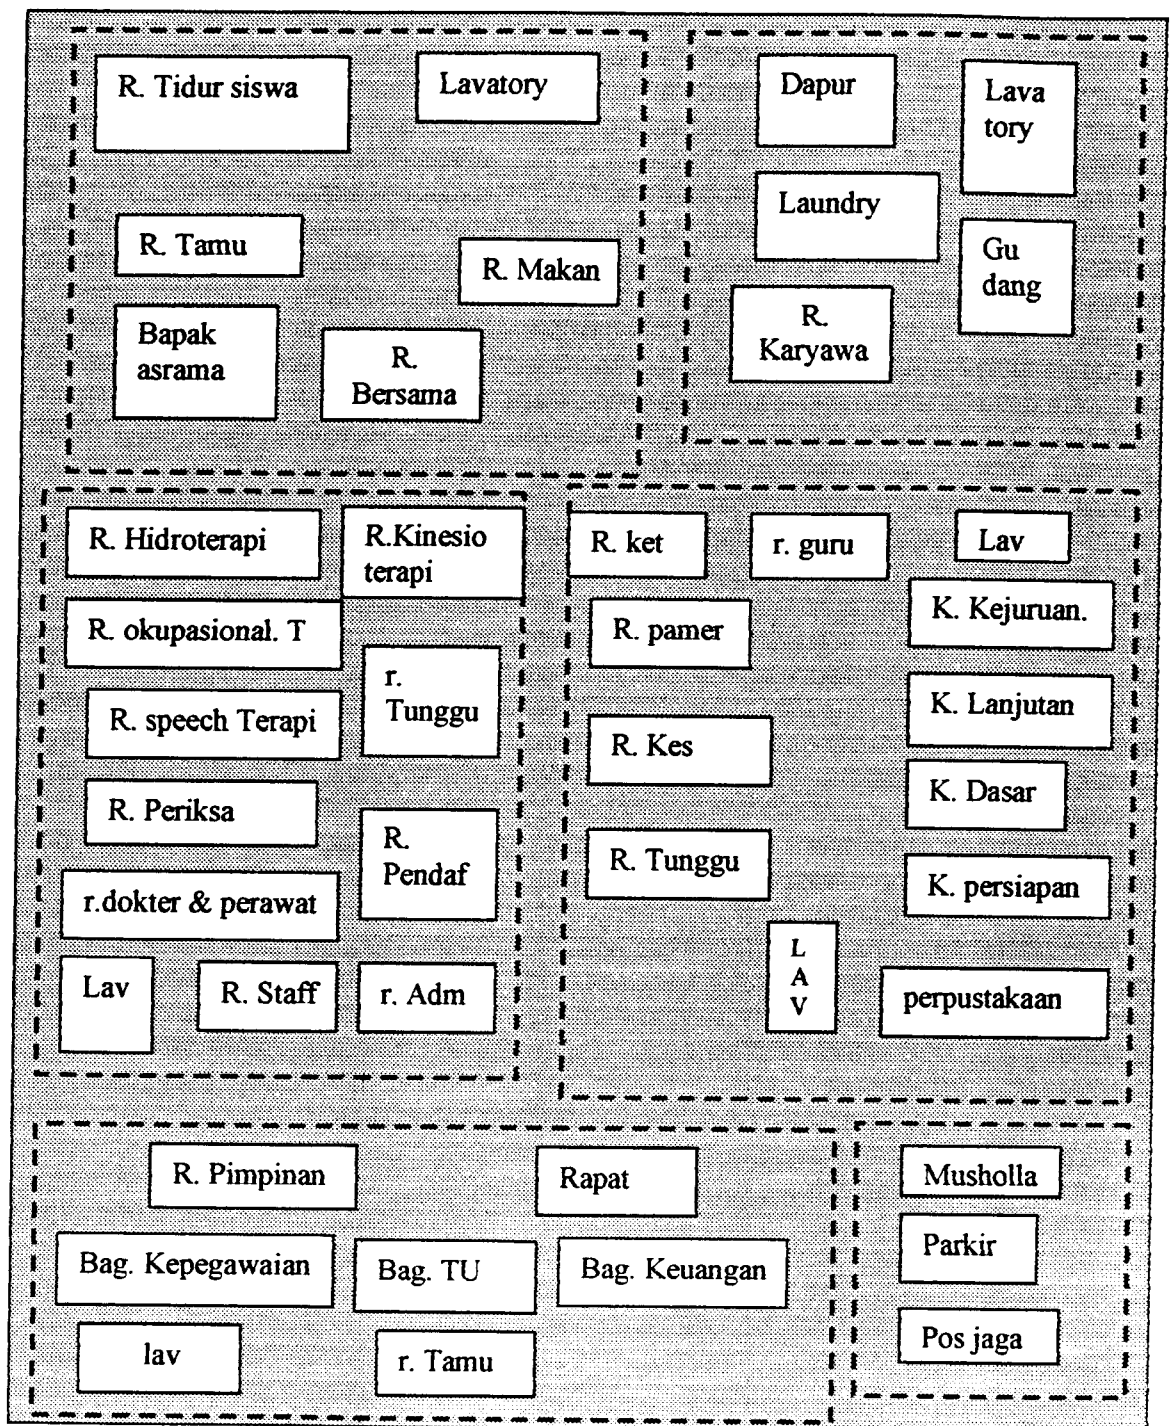 R. Tidur siswa
Lavatory
R. Tamu
R. Makan
Bapak
asrama
R.
Bersama
Dapur
Lava
tory
Laundry
Gu
dang
R.
Karyawa
R. Hidroterapi
R.Kinesio
terapi
R. okupasional. T
r.
Tunggu
R. speech Terapi
R. Periksa
R.
Pendaf
r.dokter & perawat
Lav
R. Staff
r. Adm
R. ket
r. guru
Lav
K. Kejuruan.
R. pamer
K. Lanjutan
R. Kes
K. Dasar
R. Tunggu
K. persiapan
L
A
V
perpustakaan
R. Pimpinan
Rapat
Bag. Kepegawaian
Bag. TU
Bag. Keuangan
lav
r. Tamu
Musholla
Parkir
Pos jaga